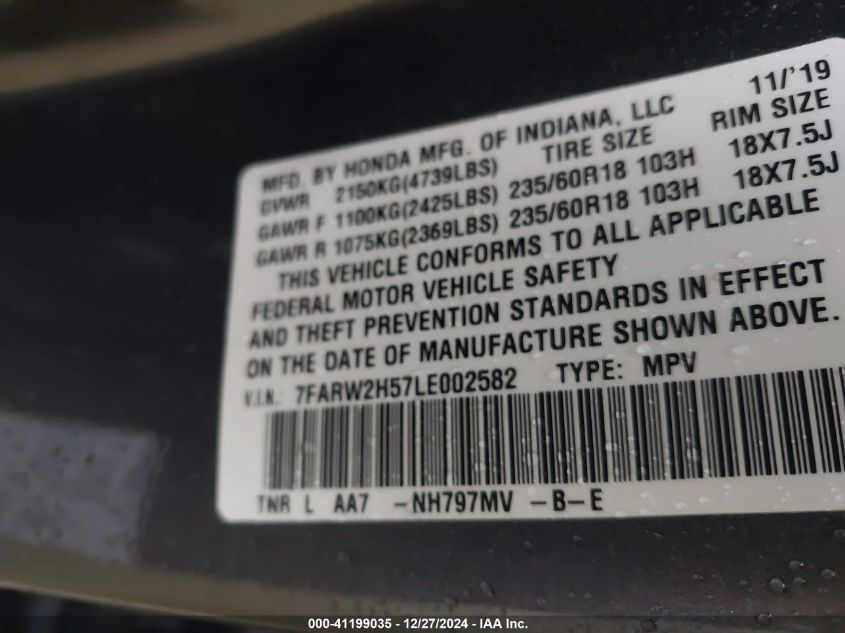 11/'19
MFD. BY HONDA MFG. OF INDIANA, LLC
TIRE SIZE RIM SIZE
GVWR 2150KG(4739LBS)
GAWR F 1100KG(2425LBS) 235/60R18 103H 18X7.5J
GAWR R 1075KG(2369LBS) 235/60R18 103H 18X7.5J
THIS VEHICLE CONFORMS TO ALL APPLICABLE
FEDERAL MOTOR VEHICLE SAFETY
AND THEFT PREVENTION STANDARDS IN EFFECT
ON THE DATE OF MANUFACTURE SHOWN ABOVE.
V.I.N.: 7FARW2H57LE002582 TYPE: MPV
TNR L AA7 -NH797MV -B-E
000-41199035 - 12/27/2024 - IAA Inc.